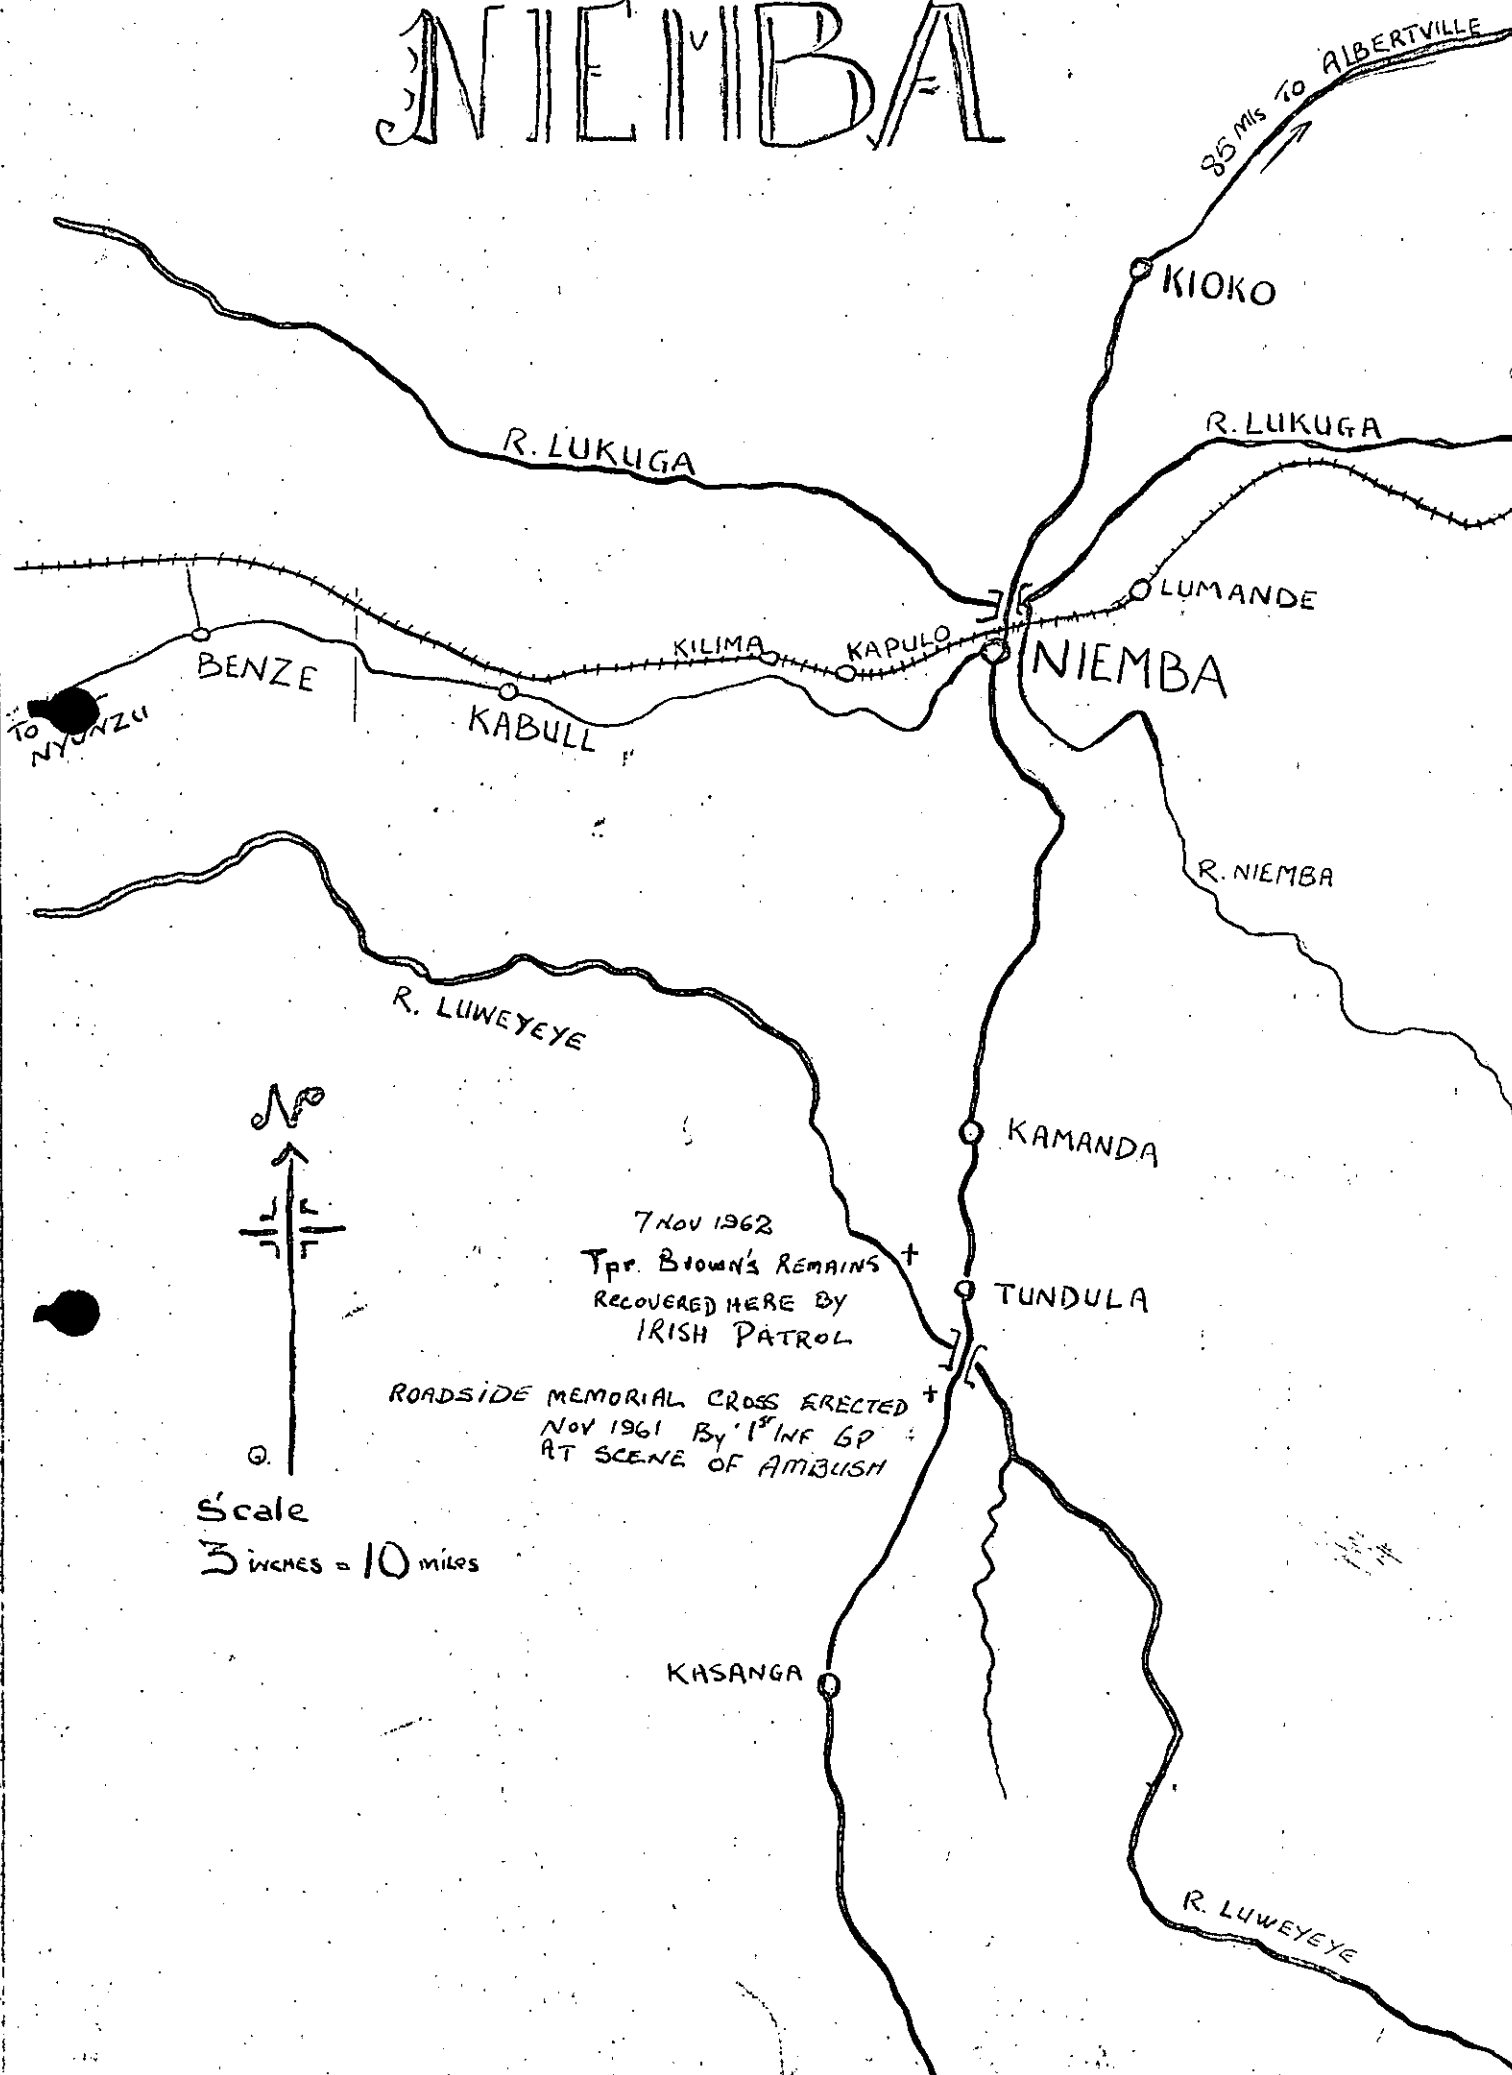 NIEMBA
85 Mls TO ALBERTVILLE
KIOKO
R. LUKUGA
R. LUKUGA
LUMANDE
KILIMA
KAPULO
NIEMBA
BENZE
KABULL
TO
NYUNZU
R. NIEMBA
R. LUWEYEYE
N
KAMANDA
7 NOV 1962
Tpr. Brown's REMAINS
RECOVERED HERE By
IRISH PATROL
TUNDULA
ROADSIDE MEMORIAL CROSS ERECTED
NOV 1961 By 1st INF GP
AT SCENE OF AMBUSH
Scale
3 INCHES = 10 miles
KASANGA
R. LUWEYEYE